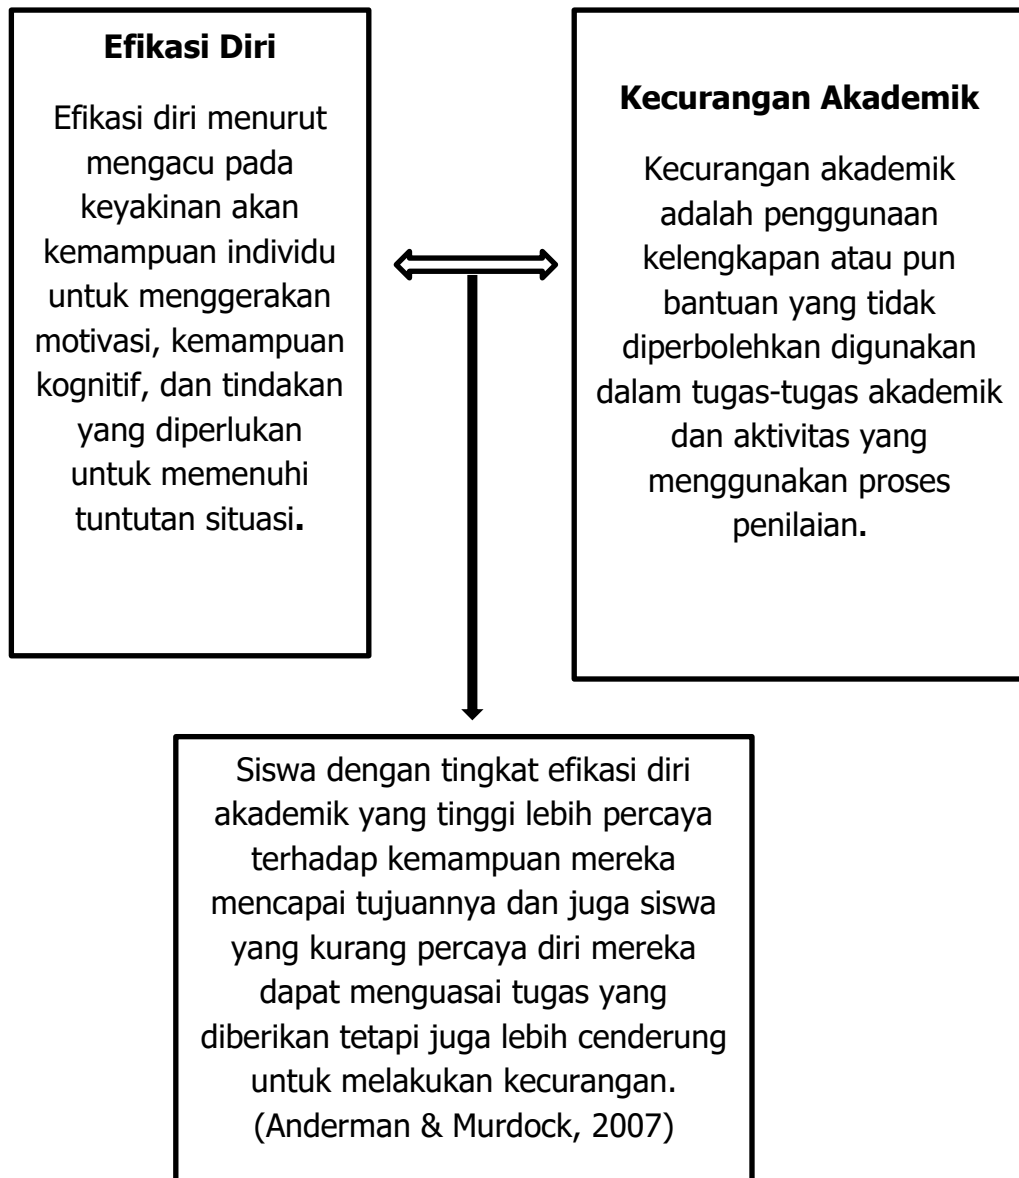 Efikasi Diri
Efikasi diri menurut
mengacu pada
keyakinan akan
kemampuan individu
untuk menggerakan
motivasi, kemampuan
kognitif, dan tindakan
yang diperlukan
untuk memenuhi
tuntutan situasi.
Kecurangan Akademik
Kecurangan akademik
adalah penggunaan
kelengkapan atau pun
bantuan yang tidak
diperbolehkan digunakan
dalam tugas-tugas akademik
dan aktivitas yang
menggunakan proses
penilaian.
Siswa dengan tingkat efikasi diri
akademik yang tinggi lebih percaya
terhadap kemampuan mereka
mencapai tujuannya dan juga siswa
yang kurang percaya diri mereka
dapat menguasai tugas yang
diberikan tetapi juga lebih cenderung
untuk melakukan kecurangan.
(Anderman & Murdock, 2007)